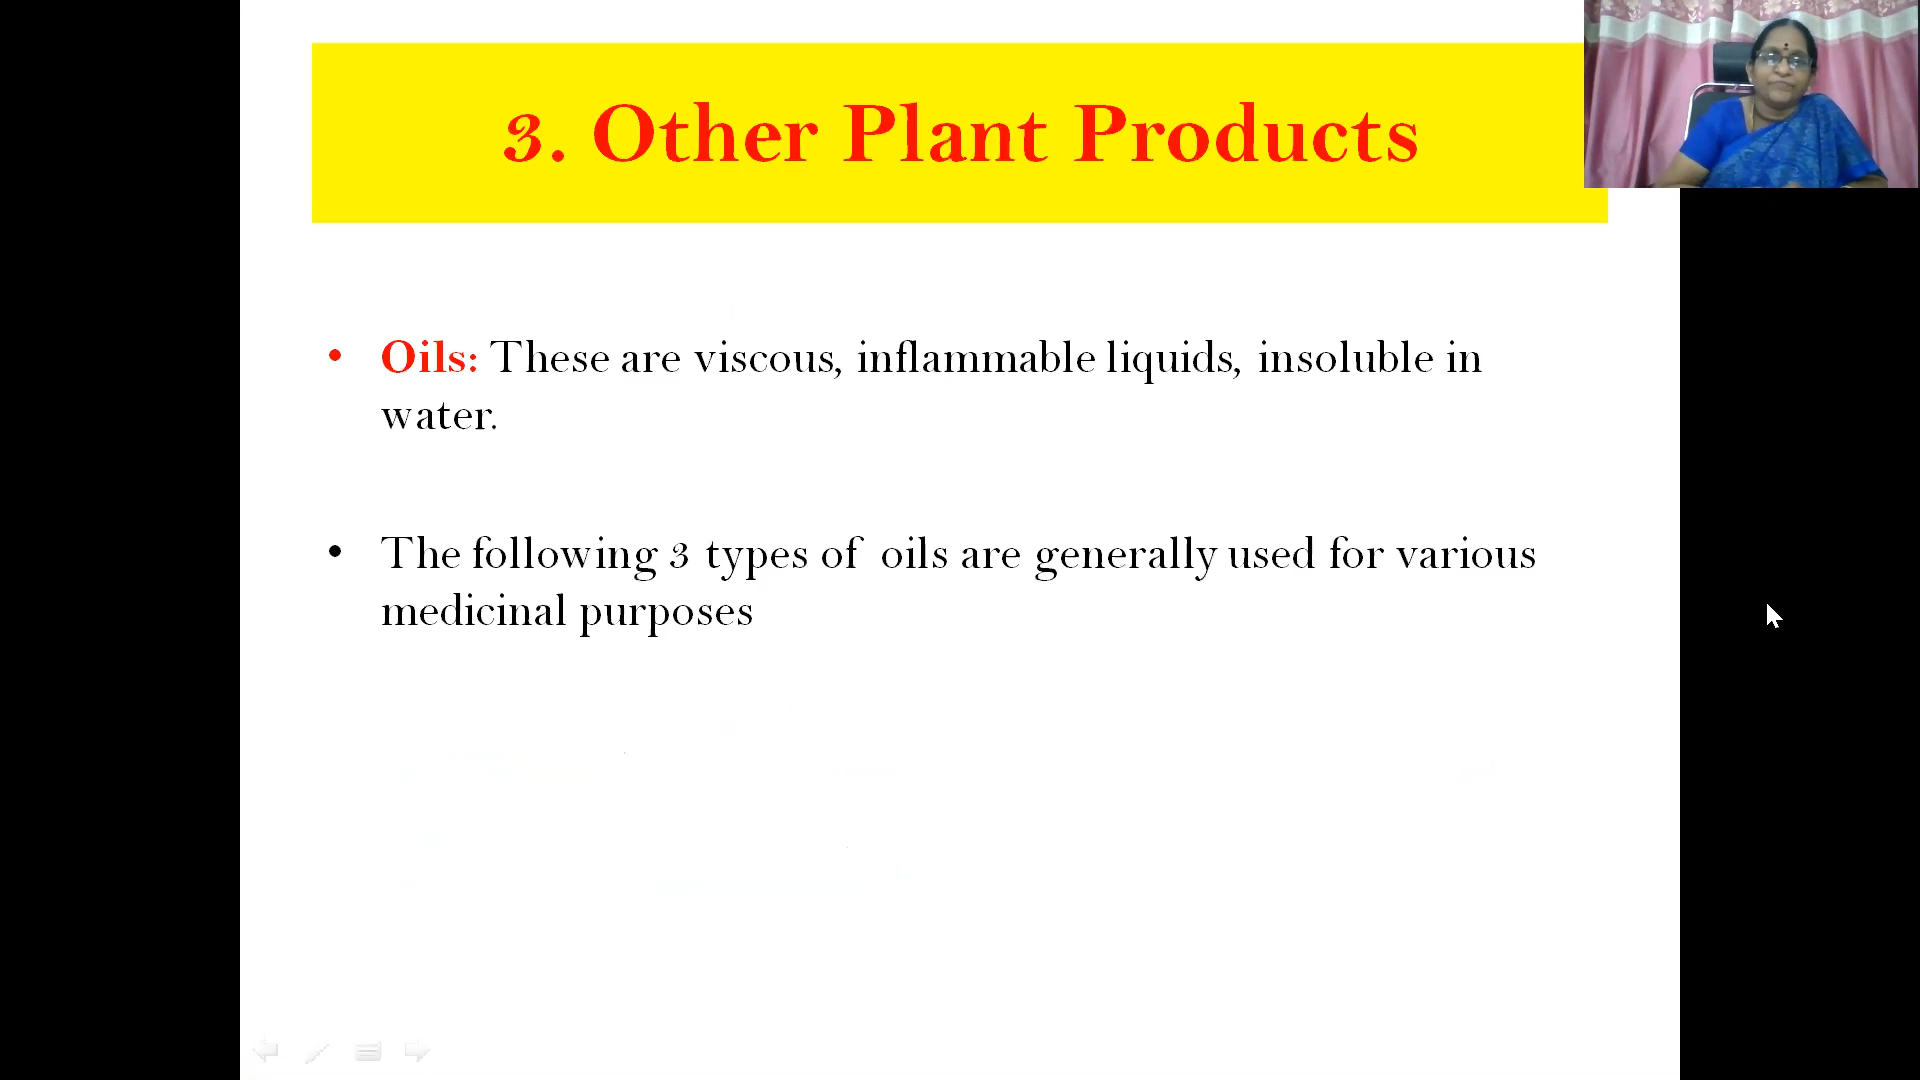 3. Other Plant Products
• Oils: These are viscous, inflammable liquids, insoluble in
water.
• The following 3 types of oils are generally used for various
medicinal purposes